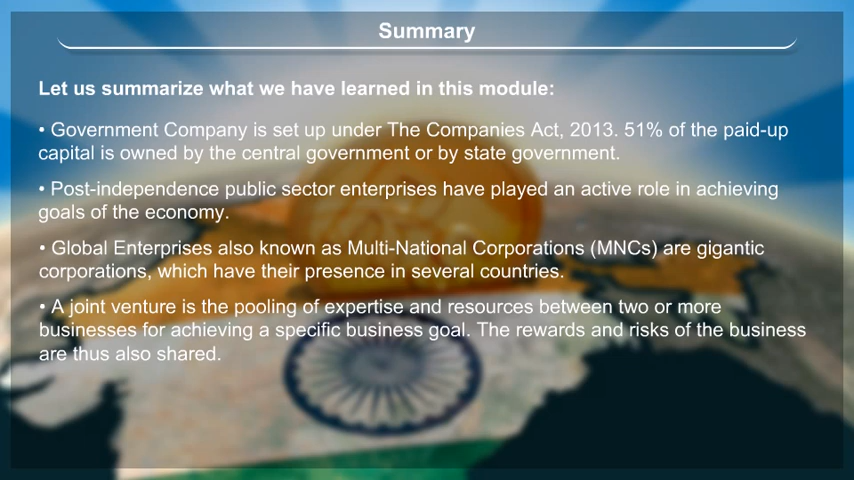 Summary
Let us summarize what we have learned in this module:
• Government Company is set up under The Companies Act, 2013. 51% of the paid-up
capital is owned by the central government or by state government.
• Post-independence public sector enterprises have played an active role in achieving
goals of the economy.
• Global Enterprises also known as Multi-National Corporations (MNCs) are gigantic
corporations, which have their presence in several countries.
• A joint venture is the pooling of expertise and resources between two or more
businesses for achieving a specific business goal. The rewards and risks of the business
are thus also shared.